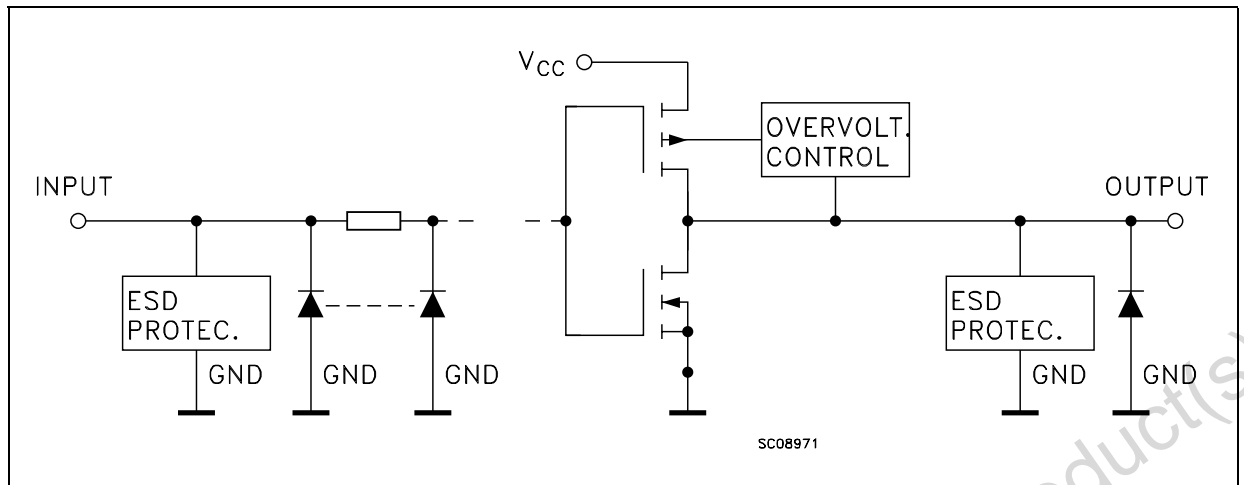 VCC
OVERVOLT.
CONTROL
INPUT
OUTPUT
ESD
PROTEC.
GND
GND
GND
ESD
PROTEC.
GND
GND
SC08971